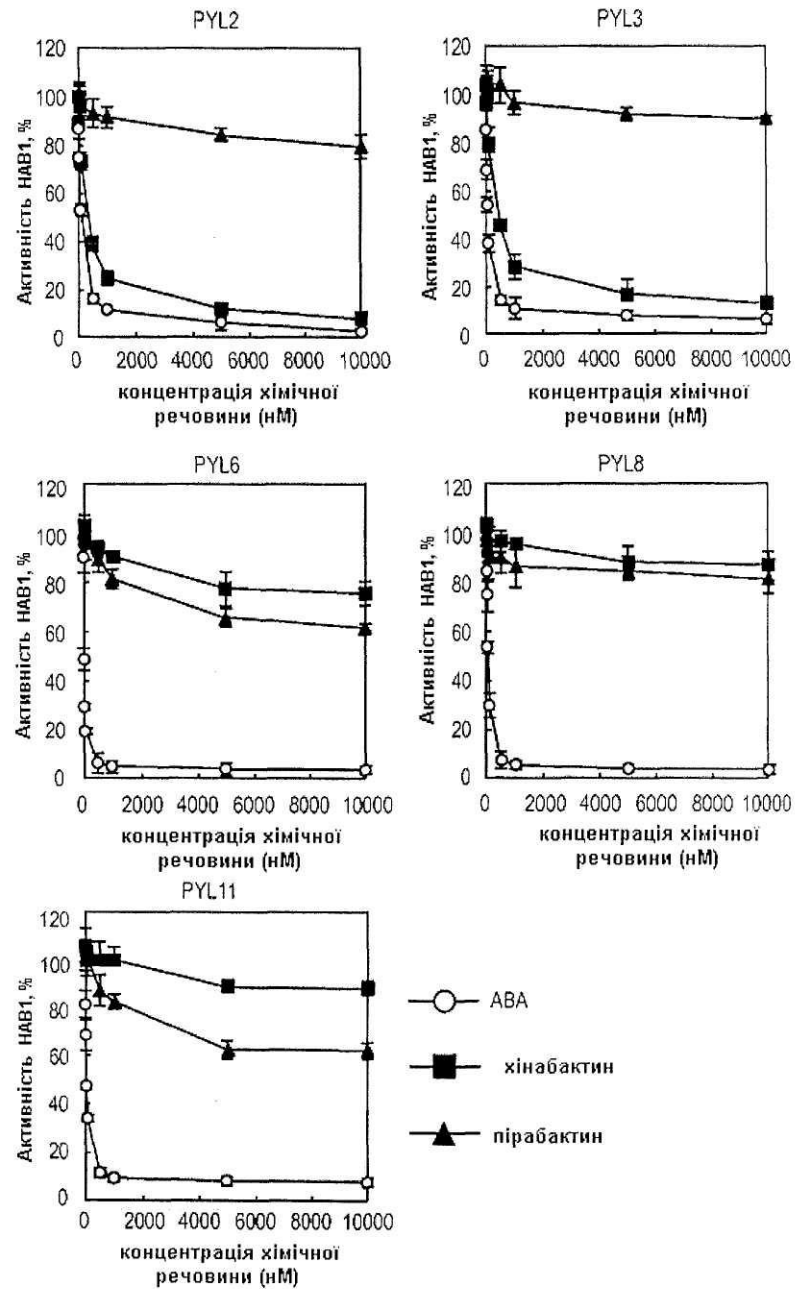 PYL2
120
100
80
60
40
20
0
Активність HAB1, %
0 2000 4000 6000 8000 10000
концентрація хімічної
речовини (нМ)
PYL3
120
100
80
60
40
20
0
Активність HAB1, %
0 2000 4000 6000 8000 10000
концентрація хімічної
речовини (нМ)
PYL6
120
100
80
60
40
20
0
Активність HAB1, %
0 2000 4000 6000 8000 10000
концентрація хімічної
речовини (нМ)
PYL8
120
100
80
60
40
20
0
Активність HAB1, %
0 2000 4000 6000 8000 10000
концентрація хімічної
речовини (нМ)
PYL11
120
100
80
60
40
20
0
Активність HAB1, %
0 2000 4000 6000 8000 10000
концентрація хімічної
речовини (нМ)
ABA
хінабактин
пірабактин